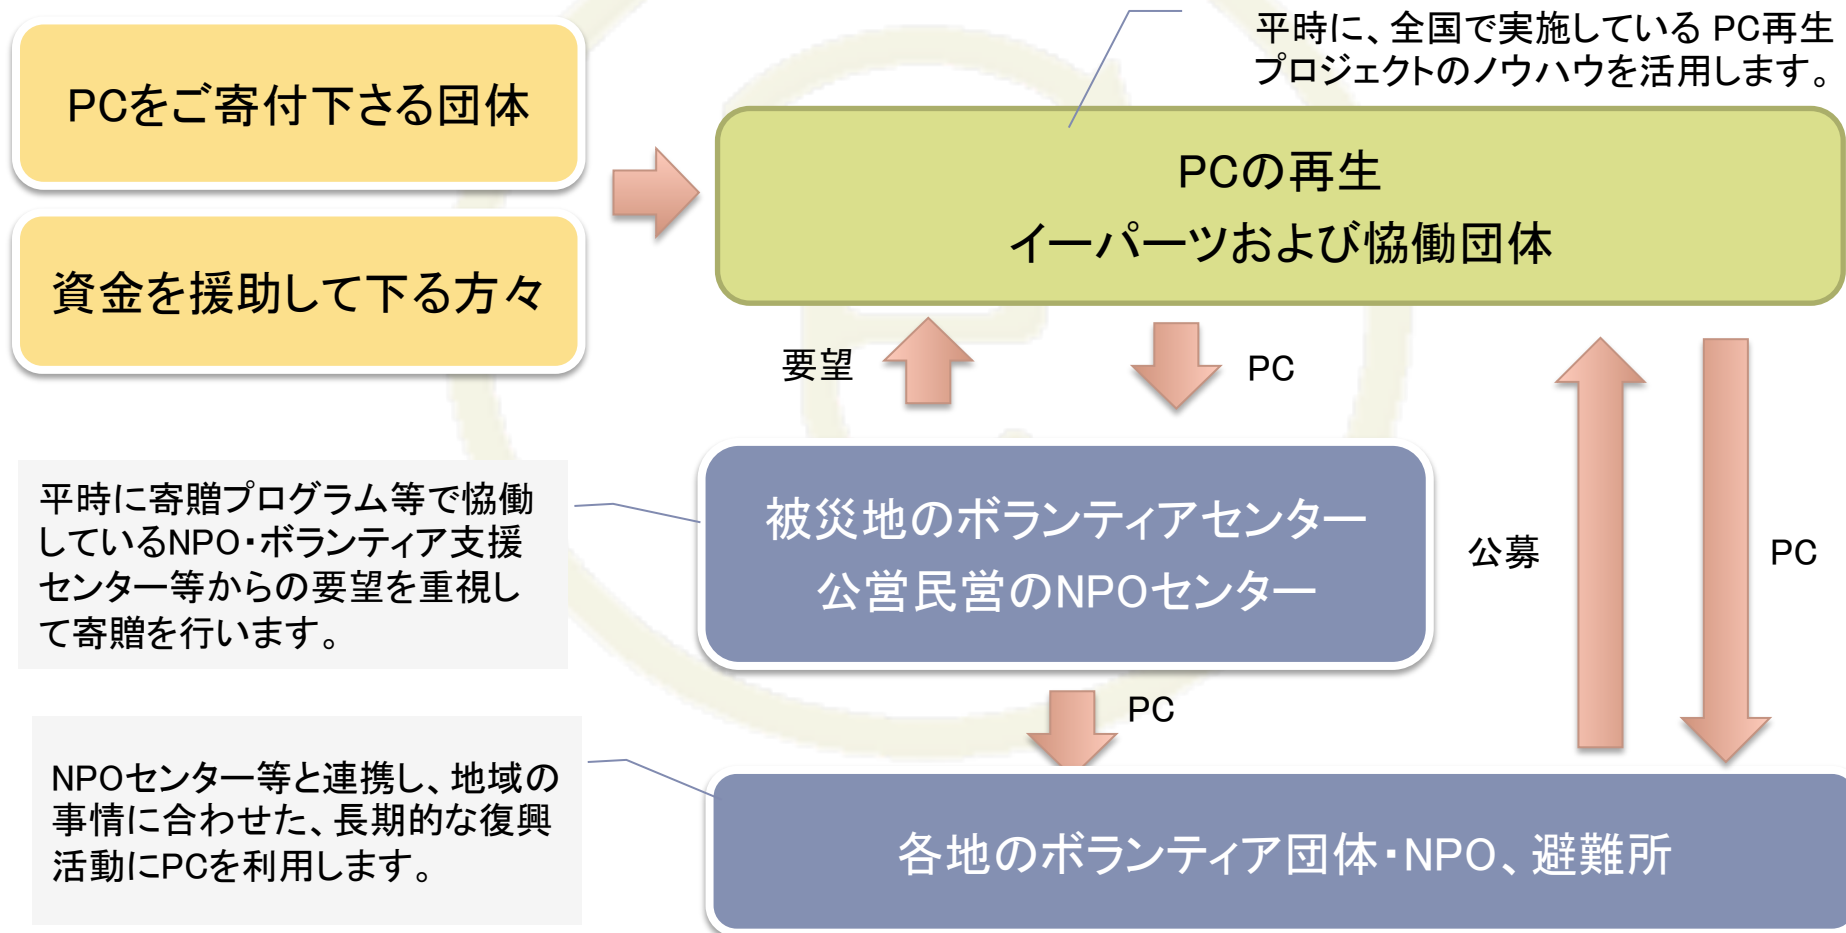 平時に、全国で実施している PC再生
プロジェクトのノウハウを活用します。
PCをご寄付下さる団体
資金を援助して下る方々
PCの再生
イーパーツおよび恊働団体
要望
PC
公募
PC
平時に寄贈プログラム等で恊働
しているNPO・ボランティア支援
センター等からの要望を重視し
て寄贈を行います。
被災地のボランティアセンター
公営民営のNPOセンター
PC
NPOセンター等と連携し、地域の
事情に合わせた、長期的な復興
活動にPCを利用します。
各地のボランティア団体・NPO、避難所